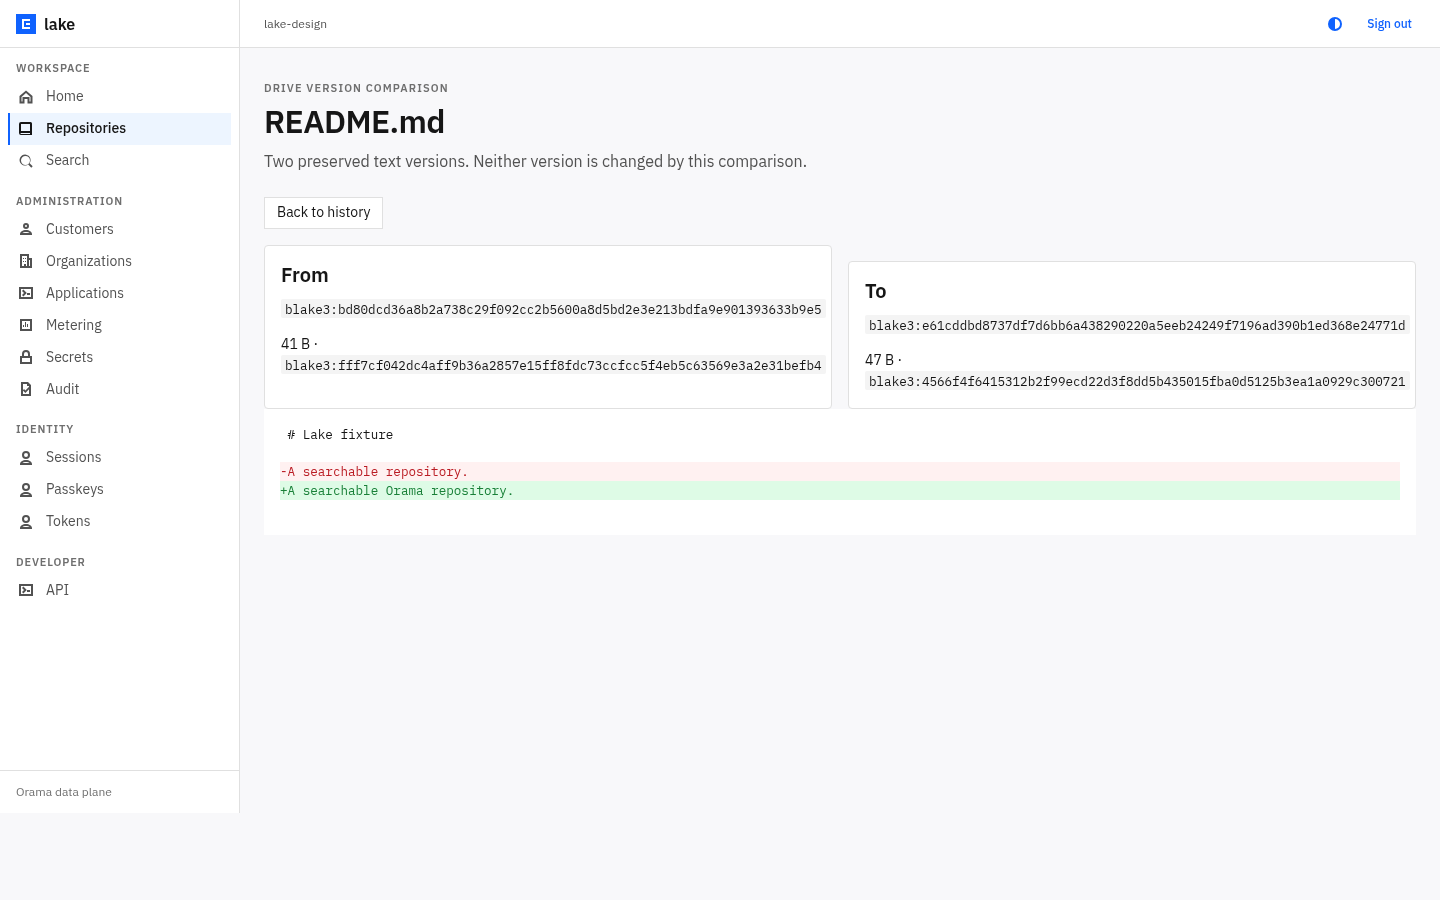 lake
lake-design
Sign out
WORKSPACE
Home
Repositories
Search
ADMINISTRATION
Customers
Organizations
Applications
Metering
Secrets
Audit
IDENTITY
Sessions
Passkeys
Tokens
DEVELOPER
API
Orama data plane
DRIVE VERSION COMPARISON
README.md
Two preserved text versions. Neither version is changed by this comparison.
Back to history
From
blake3:bd80dcd36a8b2a738c29f092cc2b5600a8d5bd2e3e213bdfa9e901393633b9e5
41 B ·
blake3:fff7cf042dc4aff9b36a2857e15ff8fdc73ccfcc5f4eb5c63569e3a2e31befb4
To
blake3:e61cddbd8737df7d6bb6a438290220a5eeb24249f7196ad390b1ed368e24771d
47 B ·
blake3:4566f4f6415312b2f99ecd22d3f8dd5b435015fba0d5125b3ea1a0929c300721
# Lake fixture
-A searchable repository.
+A searchable Orama repository.